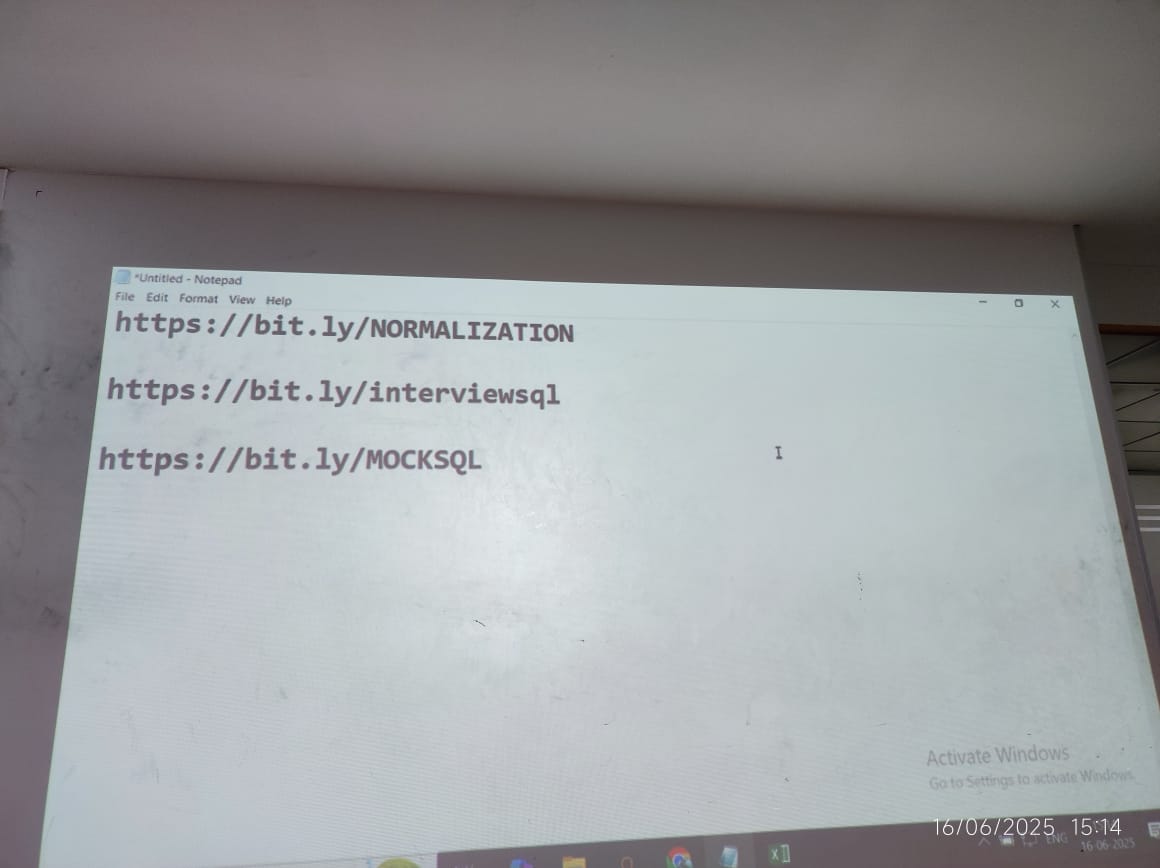 *Untitled - Notepad
File Edit Format View Help
https://bit.ly/NORMALIZATION
https://bit.ly/interviewsql
https://bit.ly/MOCKSQL
Activate Windows
Go to Settings to activate Windows.
16/06/2025 15:14
ENG
16-06-2025